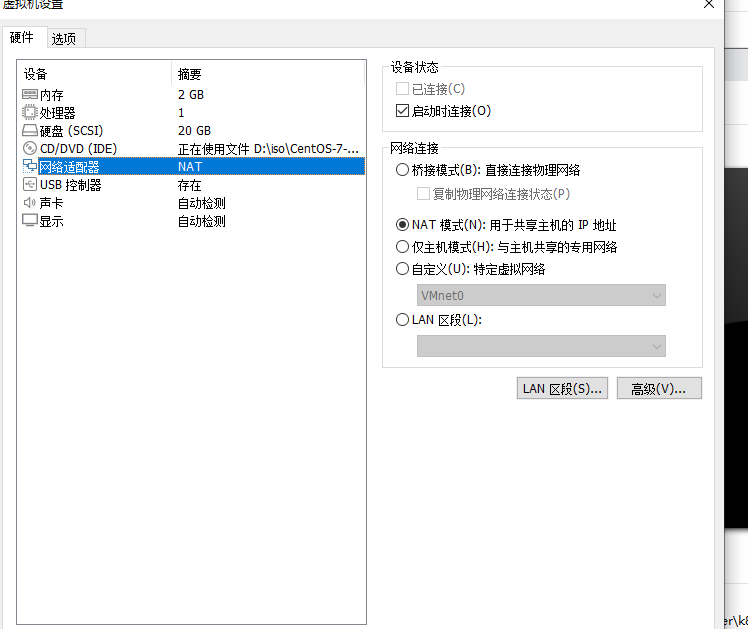 虚拟机设置
硬件 选项
设备 摘要
内存 2 GB
处理器 1
硬盘 (SCSI) 20 GB
CD/DVD (IDE) 正在使用文件 D:\iso\CentOS-7-...
网络适配器 NAT
USB 控制器 存在
声卡 自动检测
显示 自动检测
设备状态
已连接(C)
启动时连接(O)
网络连接
桥接模式(B): 直接连接物理网络
复制物理网络连接状态(P)
NAT 模式(N): 用于共享主机的 IP 地址
仅主机模式(H): 与主机共享的专用网络
自定义(U): 特定虚拟网络
VMnet0
LAN 区段(L):
LAN 区段(S)... 高级(V)...